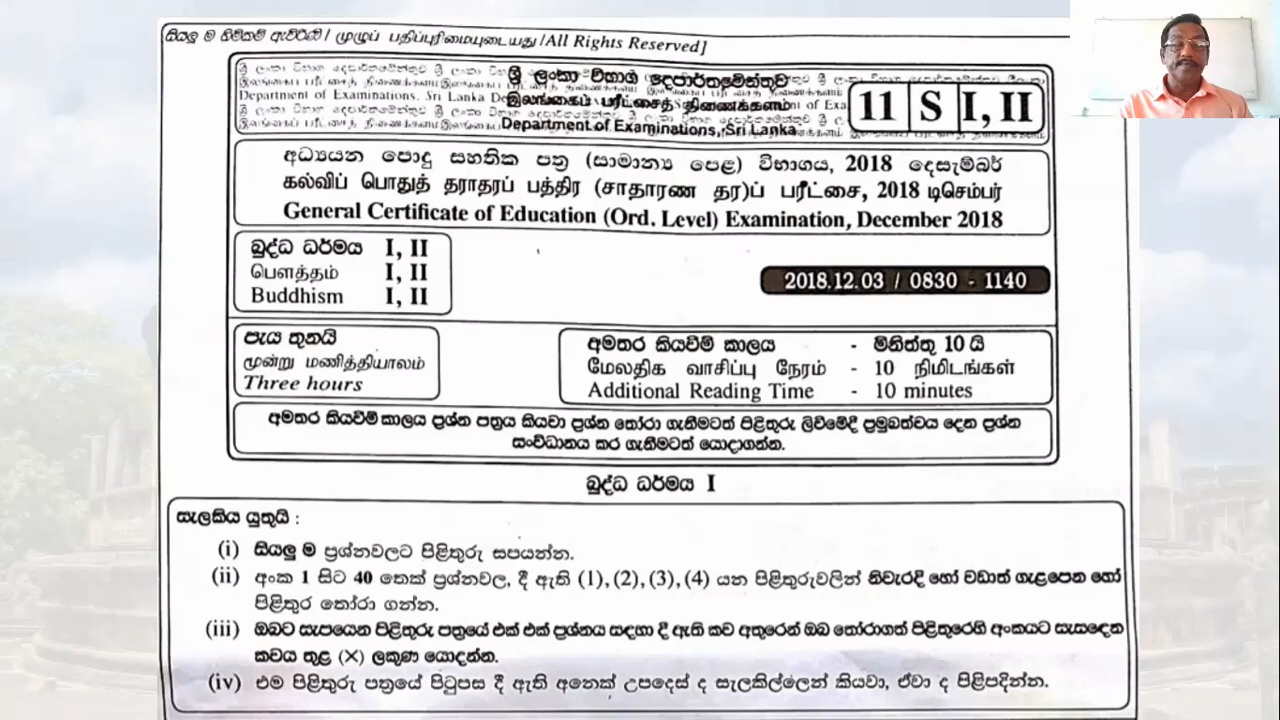 සියලු ම හිමිකම් ඇවිරිණි / முழுப் பதிப்புரிமையுடையது /All Rights Reserved]
ශ්‍රී ලංකා විභාග දෙපාර්තමේන්තුව
இலங்கைப் பரீட்சைத் திணைக்களம்
Department of Examinations, Sri Lanka
11 S I, II
අධ්‍යයන පොදු සහතික පත්‍ර (සාමාන්‍ය පෙළ) විභාගය, 2018 දෙසැම්බර්
கல்விப் பொதுத் தராதரப் பத்திர (சாதாரண தர)ப் பரீட்சை, 2018 டிசெம்பர்
General Certificate of Education (Ord. Level) Examination, December 2018
බුද්ධ ධර්මය I, II
பௌத்தம் I, II
Buddhism I, II
2018.12.03 / 0830 - 1140
පැය තුනයි
மூன்று மணித்தியாலம்
Three hours
අමතර කියවීම් කාලය - මිනිත්තු 10 යි
மேலதிக வாசிப்பு நேரம் - 10 நிமிடங்கள்
Additional Reading Time - 10 minutes
අමතර කියවීම් කාලය ප්‍රශ්න පත්‍රය කියවා ප්‍රශ්න තෝරා ගැනීමටත් පිළිතුරු ලිවීමේදී ප්‍රමුඛත්වය දෙන ප්‍රශ්න
සංවිධානය කර ගැනීමටත් යොදාගන්න.
බුද්ධ ධර්මය I
සැලකිය යුතුයි :
(i) සියලු ම ප්‍රශ්නවලට පිළිතුරු සපයන්න.
(ii) අංක 1 සිට 40 තෙක් ප්‍රශ්නවල, දී ඇති (1), (2), (3), (4) යන පිළිතුරුවලින් නිවැරදි හෝ වඩාත් ගැළපෙන හෝ
පිළිතුර තෝරා ගන්න.
(iii) ඔබට සැපයෙන පිළිතුරු පත්‍රයේ එක් එක් ප්‍රශ්නය සඳහා දී ඇති කව අතුරෙන් ඔබ තෝරාගත් පිළිතුරෙහි අංකයට සැසඳෙන
කවය තුළ (X) ලකුණ යොදන්න.
(iv) එම පිළිතුරු පත්‍රයේ පිටුපස දී ඇති අනෙක් උපදෙස් ද සැලකිල්ලෙන් කියවා, ඒවා ද පිළිපදින්න.